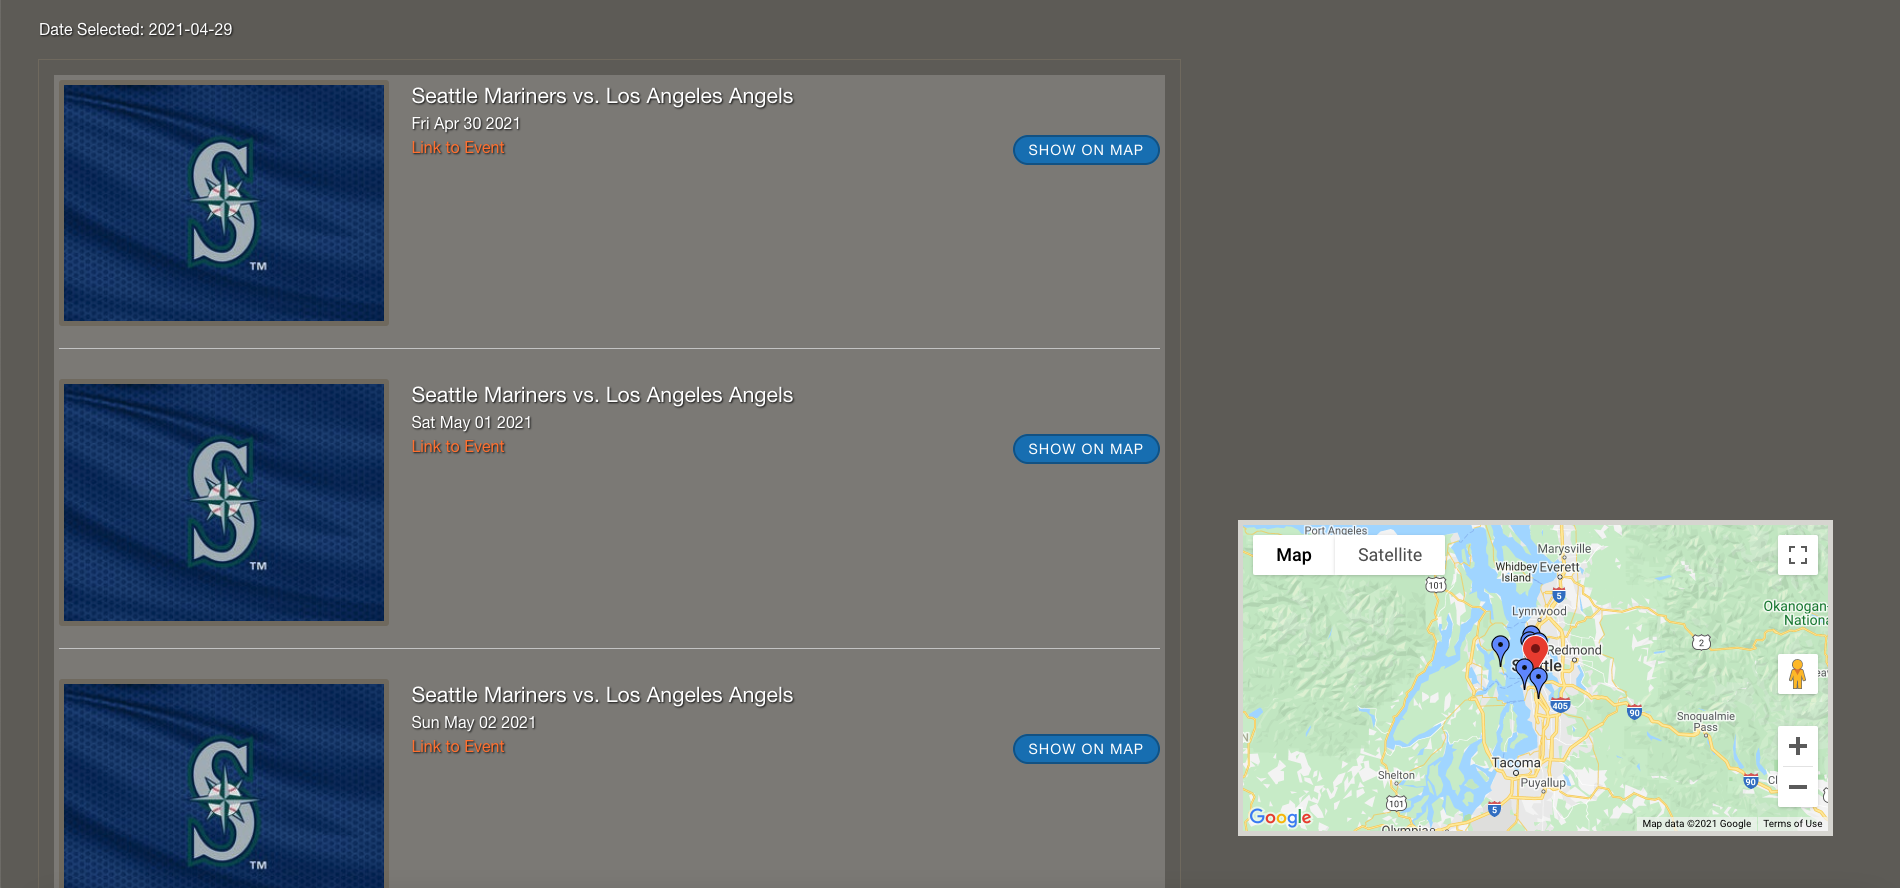 Date Selected: 2021-04-29
Seattle Mariners vs. Los Angeles Angels
Fri Apr 30 2021
Link to Event
SHOW ON MAP
S
TM
Seattle Mariners vs. Los Angeles Angels
Sat May 01 2021
Link to Event
SHOW ON MAP
S
TM
Seattle Mariners vs. Los Angeles Angels
Sun May 02 2021
Link to Event
SHOW ON MAP
S
TM
Port Angeles
Map
Satellite
Marysville
Whidbey
Island
Everett
101
5
Lynnwood
Okanogan-
Nationa
2
Redmond
405
90
Snoqualmie
Pass
Tacoma
Shelton
Puyallup
90
101
5
Google
Map data ©2021 Google
Terms of Use